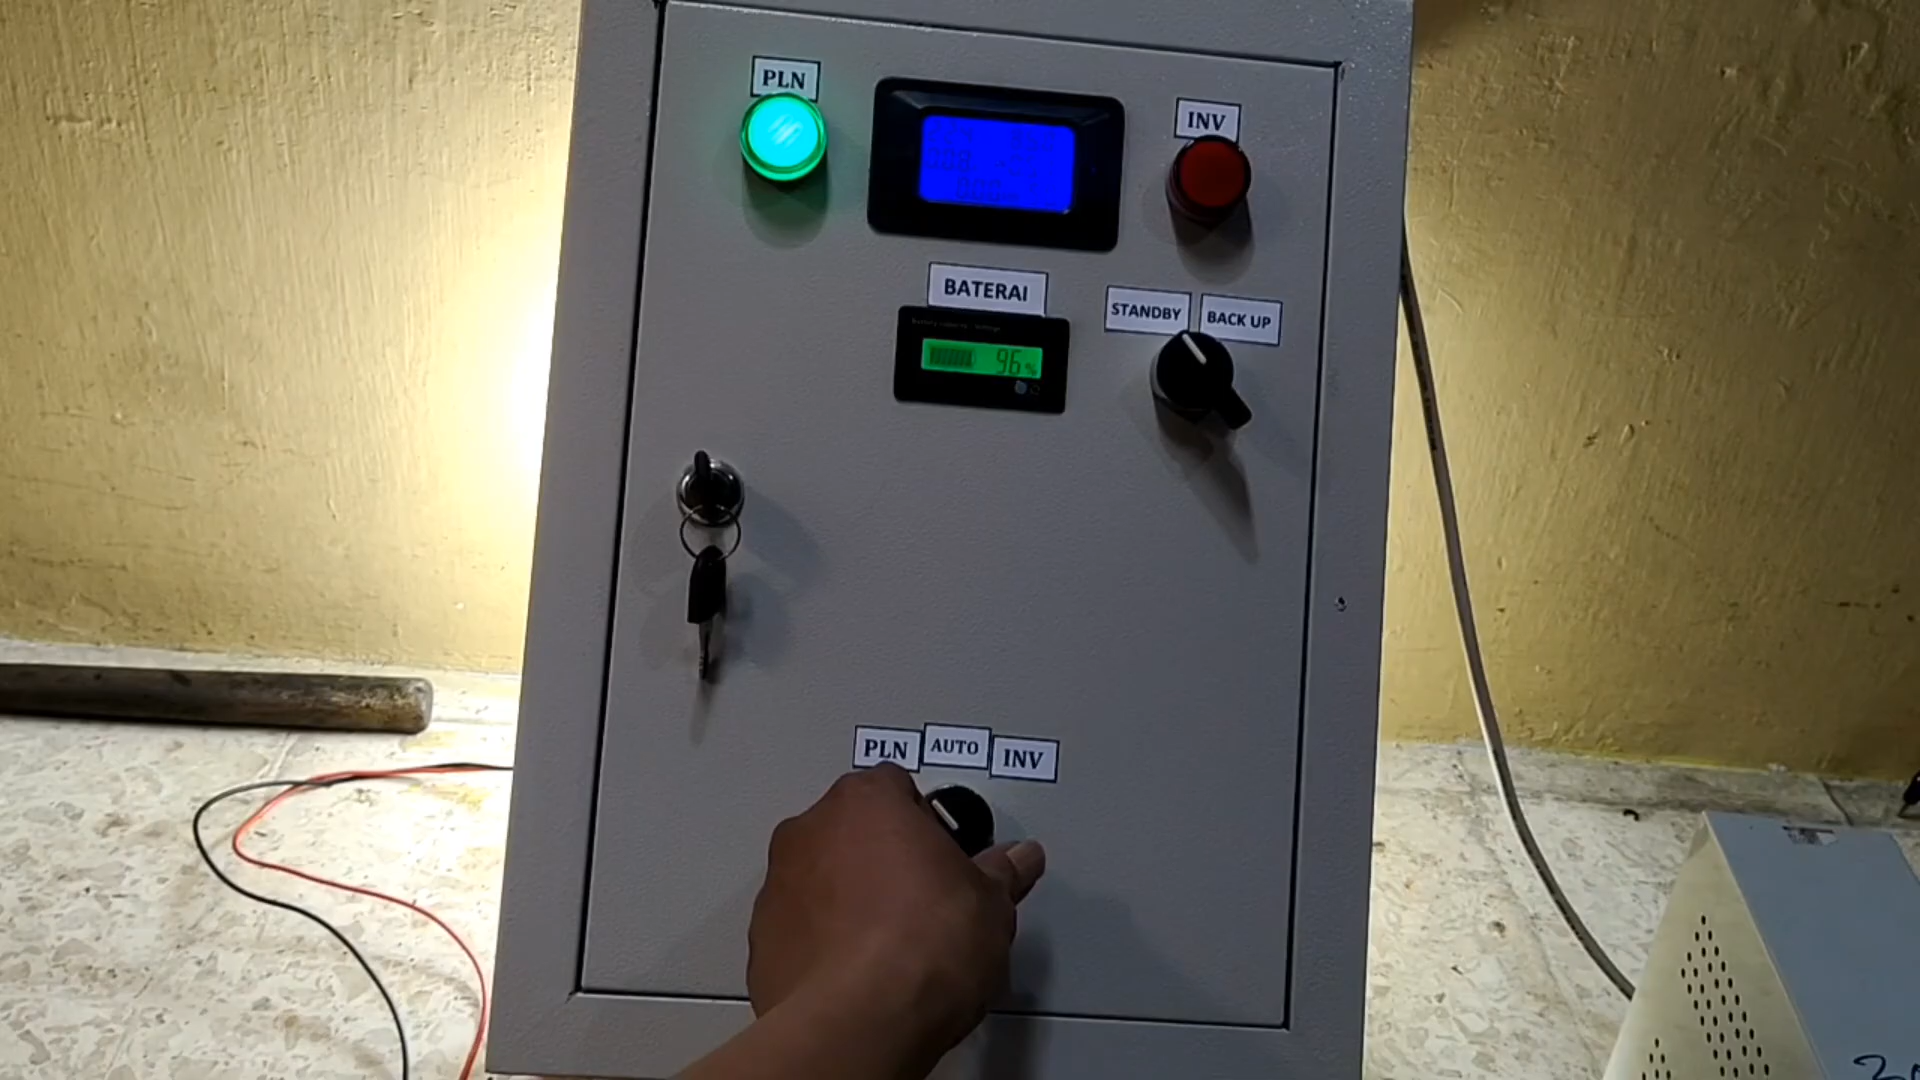 PLN
INV
BATERAI
STANDBY
BACK UP
96 %
PLN
AUTO
INV